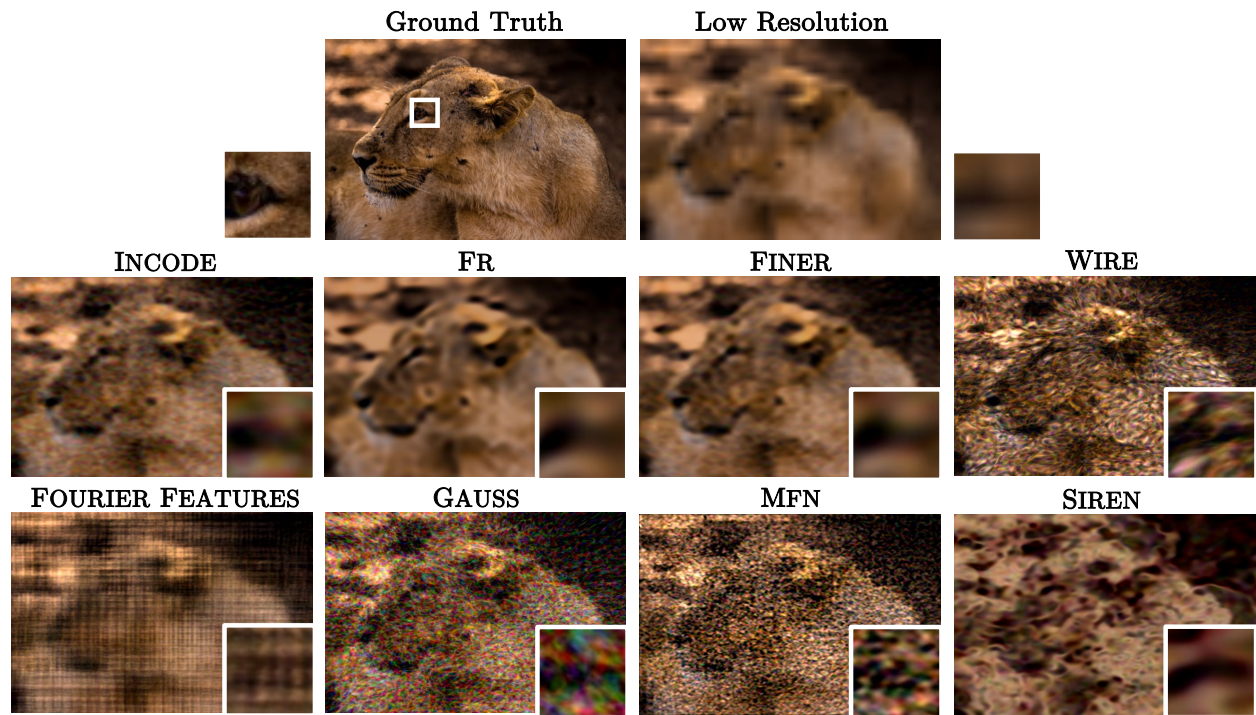 Ground Truth
Low Resolution
INCODE
FR
FINER
WIRE
FOURIER FEATURES
GAUSS
MFN
SIREN